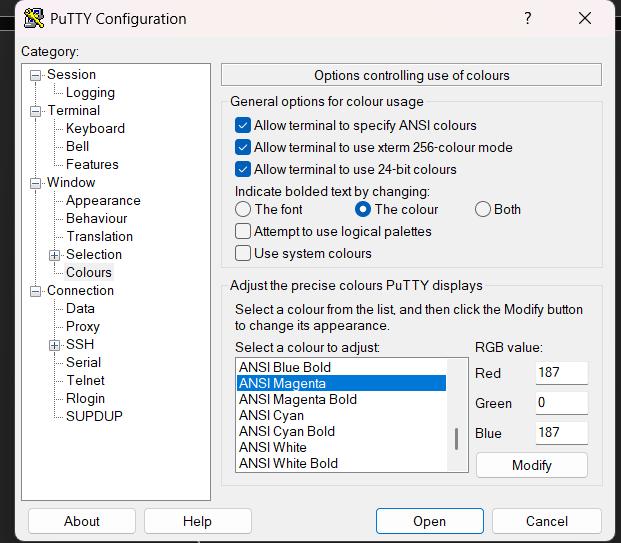 PuTTY Configuration
?
Category:
Session
Logging
Terminal
Keyboard
Bell
Features
Window
Appearance
Behaviour
Translation
Selection
Colours
Connection
Data
Proxy
SSH
Serial
Telnet
Rlogin
SUPDUP
Options controlling use of colours
General options for colour usage
Allow terminal to specify ANSI colours
Allow terminal to use xterm 256-colour mode
Allow terminal to use 24-bit colours
Indicate bolded text by changing:
The font The colour Both
Attempt to use logical palettes
Use system colours
Adjust the precise colours PuTTY displays
Select a colour from the list, and then click the Modify button
to change its appearance.
Select a colour to adjust:
ANSI Blue Bold
ANSI Magenta
ANSI Magenta Bold
ANSI Cyan
ANSI Cyan Bold
ANSI White
ANSI White Bold
RGB value:
Red 187
Green 0
Blue 187
Modify
About Help Open Cancel